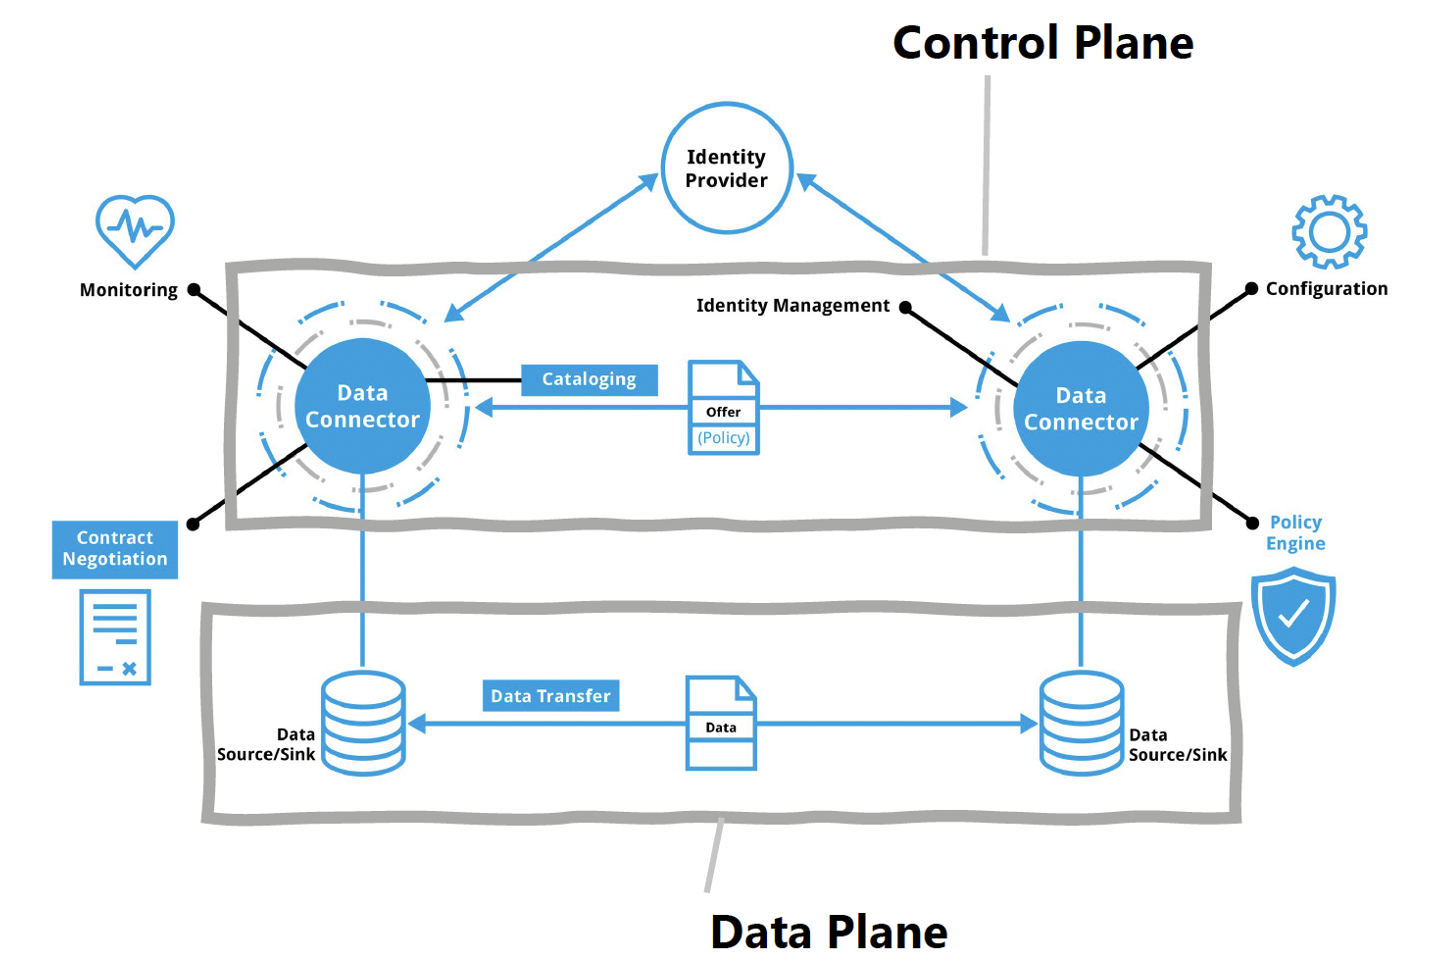 Control Plane
Identity
Provider
Monitoring
Configuration
Identity Management
Data
Connector
Cataloging
Offer
(Policy)
Data
Connector
Contract
Negotiation
Policy
Engine
Data
Source/Sink
Data Transfer
Data
Data
Source/Sink
Data Plane